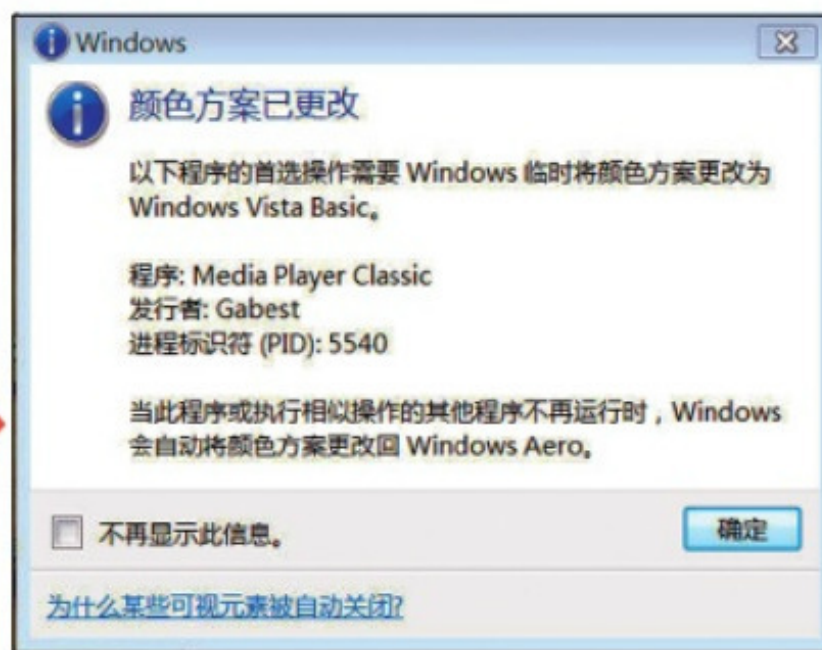 Windows
颜色方案已更改
以下程序的首选操作需要 Windows 临时将颜色方案更改为
Windows Vista Basic。
程序: Media Player Classic
发行者: Gabest
进程标识符 (PID): 5540
当此程序或执行相似操作的其他程序不再运行时，Windows
会自动将颜色方案更改回 Windows Aero。
不再显示此信息。
确定
为什么某些可视元素被自动关闭?